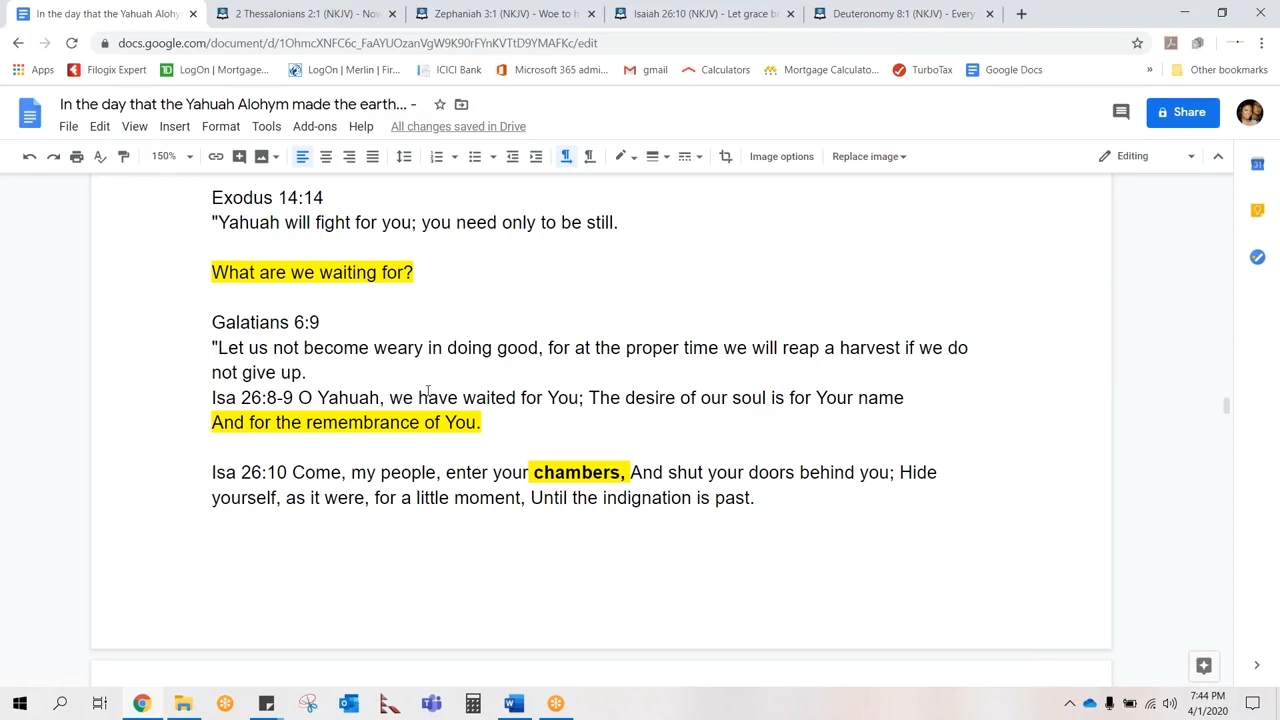 In the day that the Yahuah Alohym
2 Thessalonians 2:1 (NKJV) - Nov
Zephaniah 3:1 (NKJV) - Woe to h
Isaiah 26:10 (NKJV) - Let grace b
Deuteronomy 8:1 (NKJV) - Every
docs.google.com/document/d/1OhmcXNFC6c_FaAYUOzanVgW9K90rFYnKVTtD9YMAFKc/edit
Apps
Filogix Expert
LogOn | Mortgage...
LogOn | Merlin | Fir...
ICICI Bank
Microsoft 365 admi...
gmail
Calculators
Mortgage Calculato...
TurboTax
Google Docs
»
Other bookmarks
In the day that the Yahuah Alohym made the earth... -
Share
File Edit View Insert Format Tools Add-ons Help All changes saved in Drive
150% Image options Replace image Editing
Exodus 14:14
"Yahuah will fight for you; you need only to be still.
What are we waiting for?
Galatians 6:9
"Let us not become weary in doing good, for at the proper time we will reap a harvest if we do
not give up.
Isa 26:8-9 O Yahuah, we have waited for You; The desire of our soul is for Your name
And for the remembrance of You.
Isa 26:10 Come, my people, enter your chambers, And shut your doors behind you; Hide
yourself, as it were, for a little moment, Until the indignation is past.
7:44 PM
4/1/2020